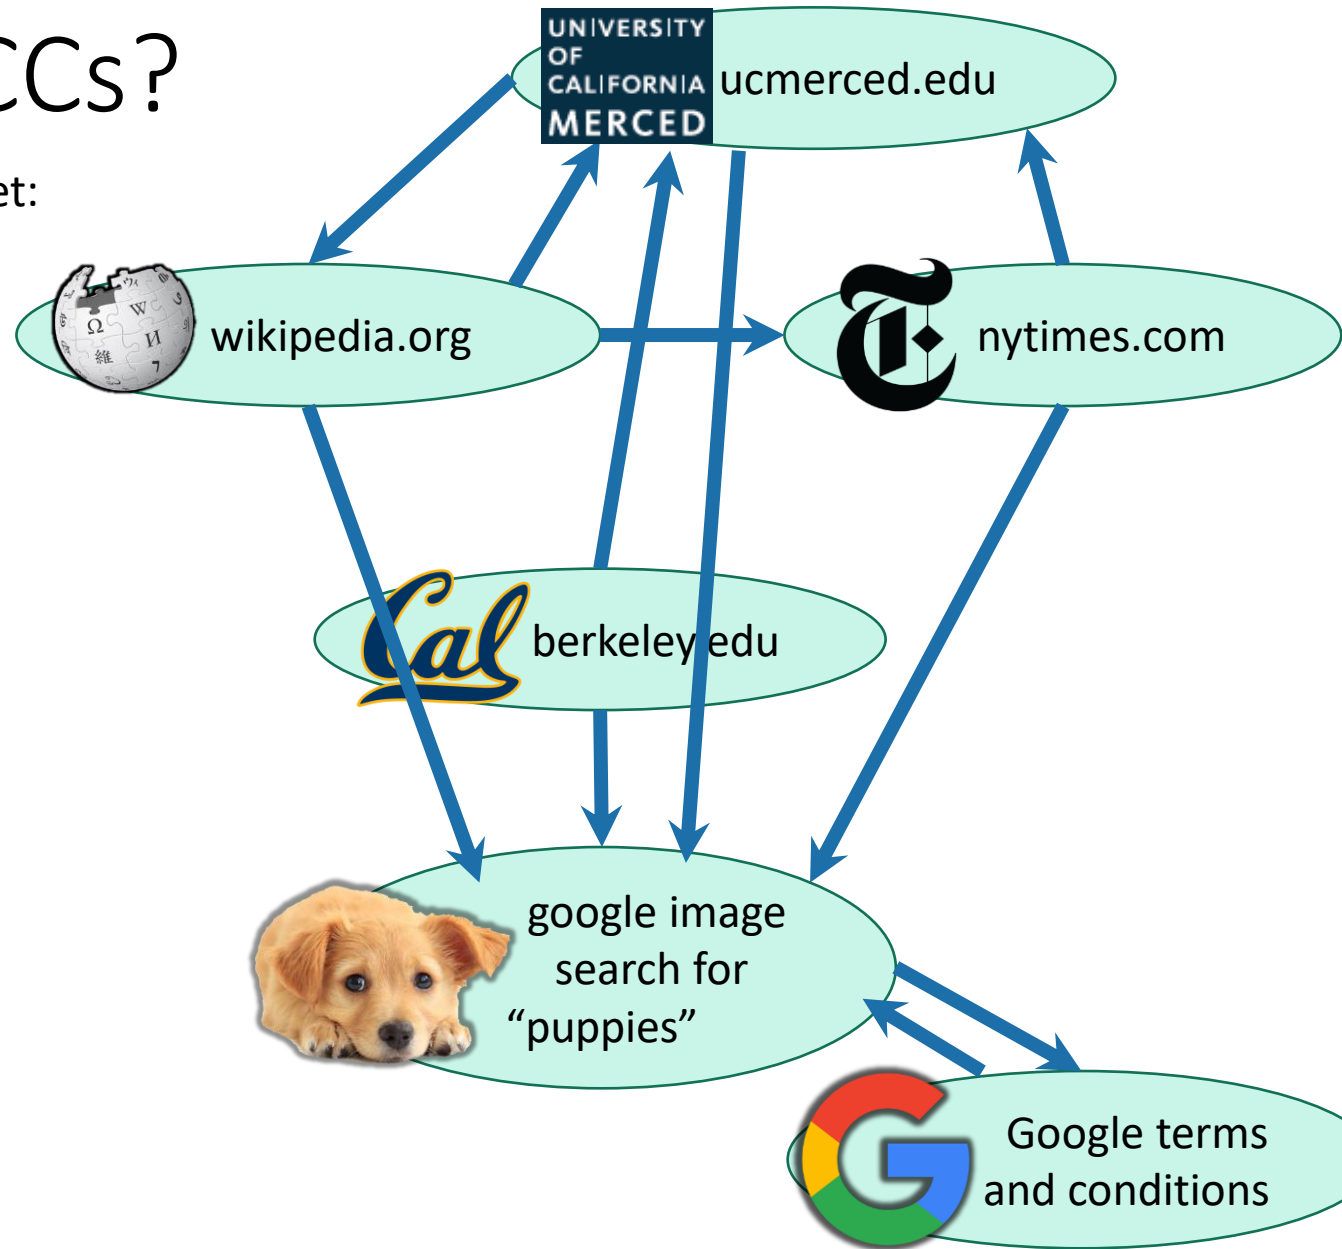 CCs?
et:
UNIVERSITY
OF
CALIFORNIA
MERCED
ucmerced.edu
wikipedia.org
nytimes.com
Cal
berkeley.edu
google image
search for
“puppies”
Google terms
and conditions